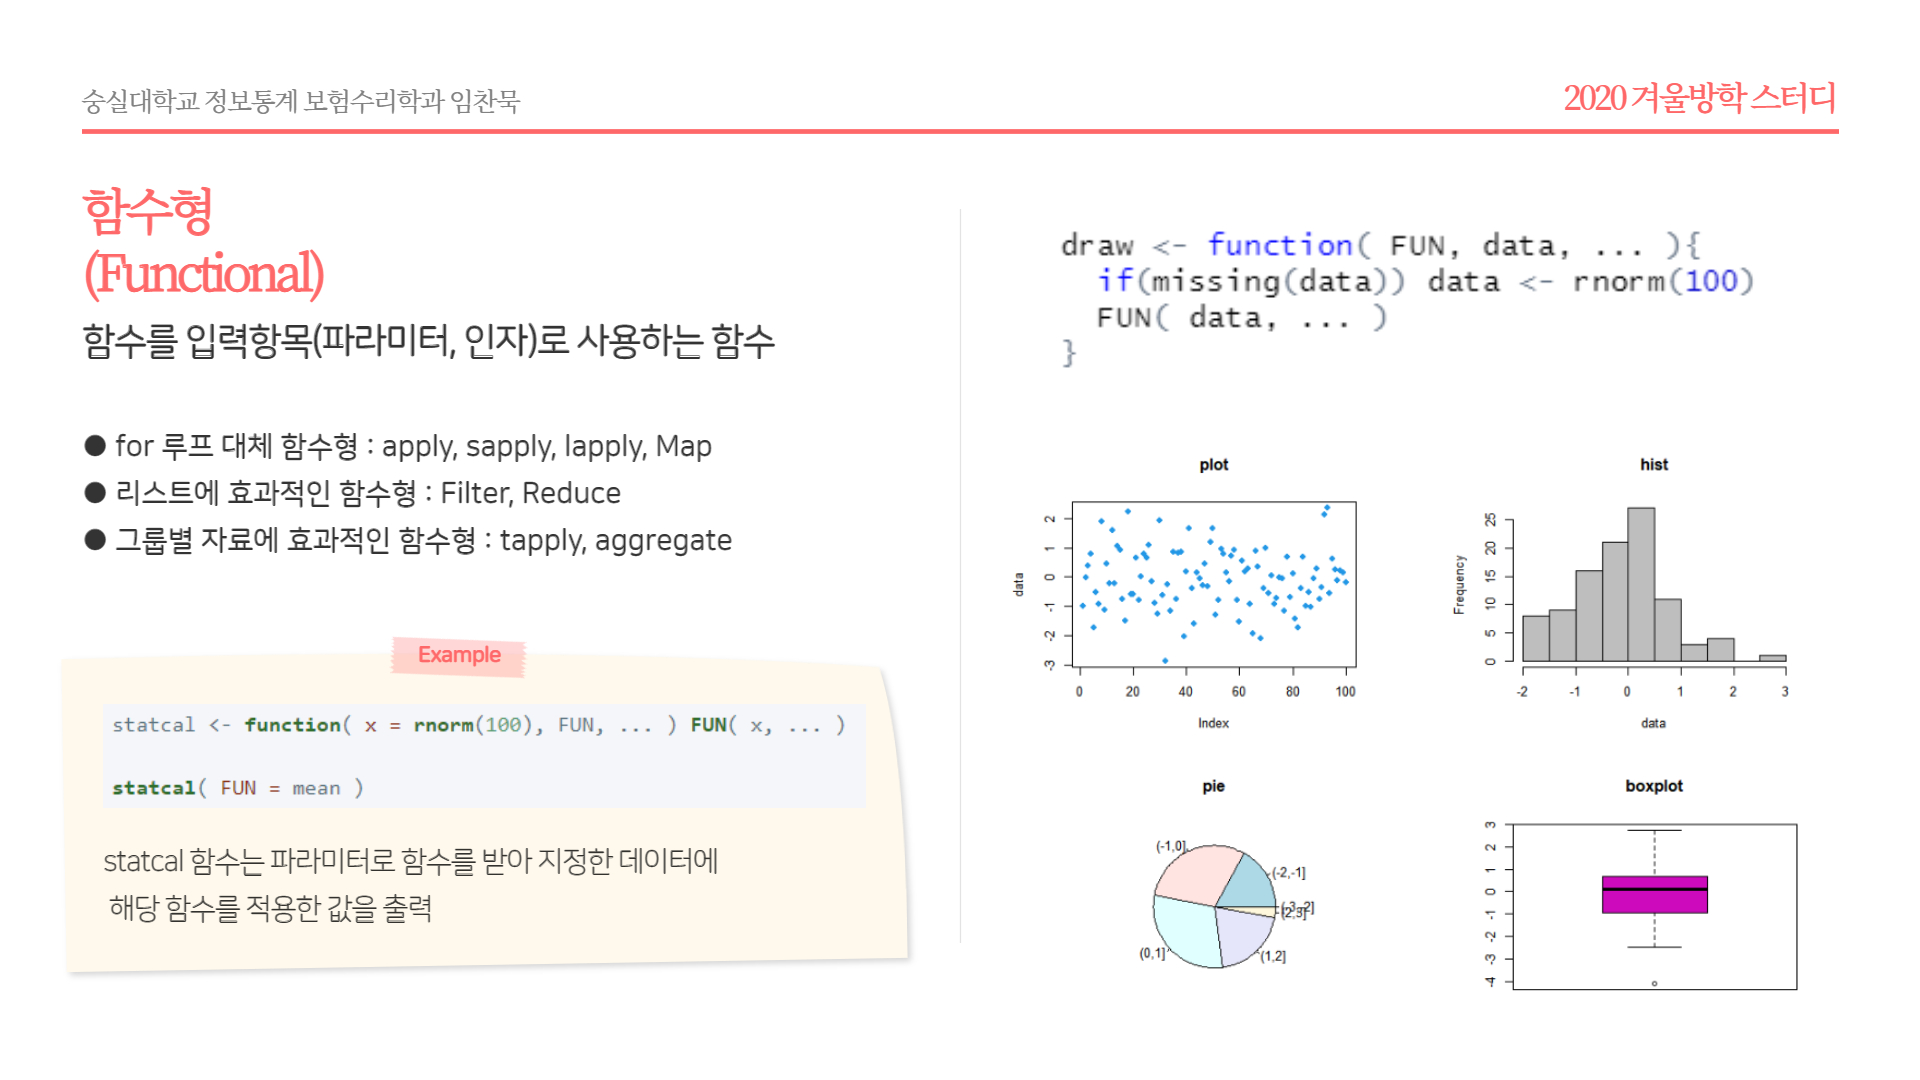 숭실대학교 정보통계 보험수리학과 임찬묵
2020 겨울방학 스터디
함수형
(Functional)
함수를 입력항목(파라미터, 인자)로 사용하는 함수
● for 루프 대체 함수형 : apply, sapply, lapply, Map
● 리스트에 효과적인 함수형 : Filter, Reduce
● 그룹별 자료에 효과적인 함수형 : tapply, aggregate
Example
statcal <- function( x = rnorm(100), FUN, ... ) FUN( x, ... )
statcal( FUN = mean )
statcal 함수는 파라미터로 함수를 받아 지정한 데이터에
해당 함수를 적용한 값을 출력
draw <- function( FUN, data, ... ){
if(missing(data)) data <- rnorm(100)
FUN( data, ... )
}
plot
data
2
1
0
-1
-2
-3
0 20 40 60 80 100
Index
hist
Frequency
25
20
15
10
5
0
-2 -1 0 1 2 3
data
pie
(-1,0]
(-2,-1]
(-3,-2]
(2,3]
(0,1]
(1,2]
boxplot
3
2
1
0
-1
-2
-3
-4